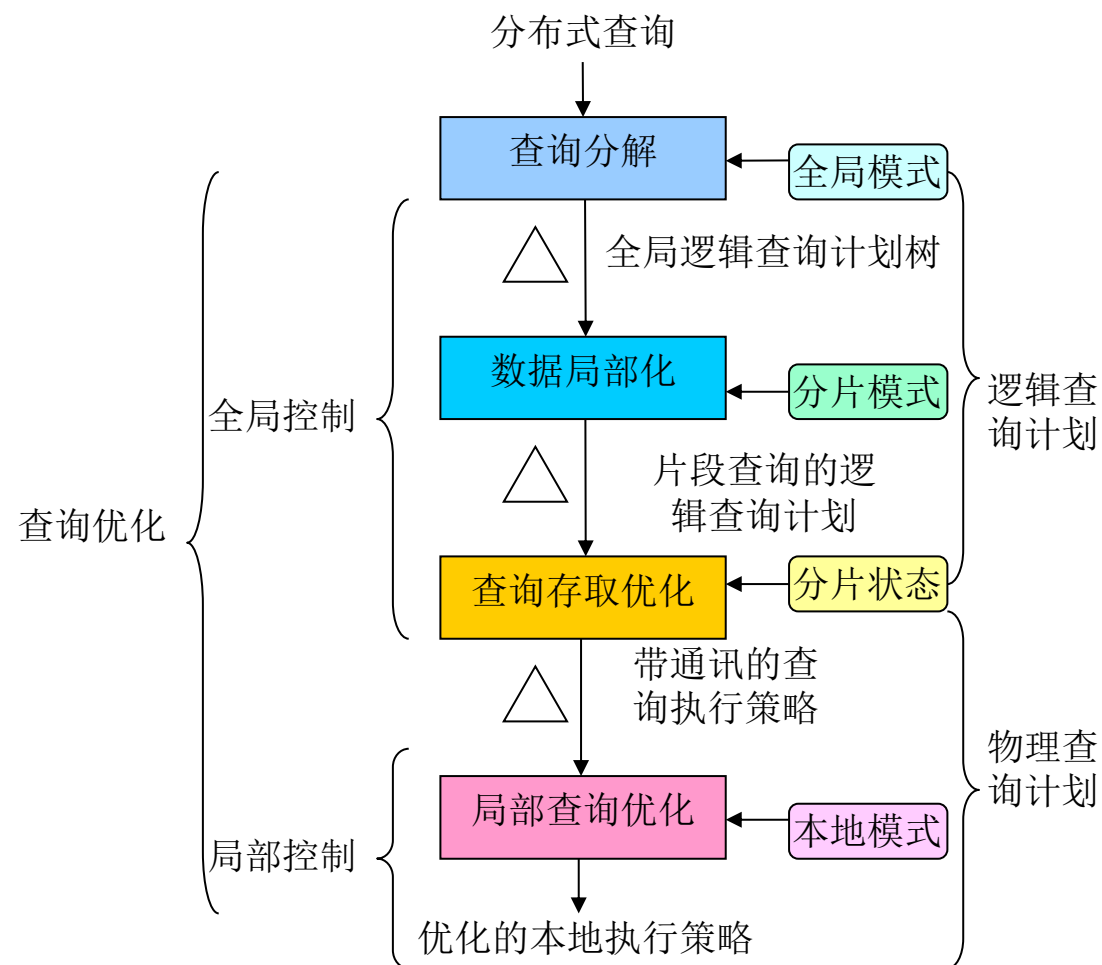 分布式查询
查询分解
全局模式
全局逻辑查询计划树
数据局部化
分片模式
逻辑查
询计划
全局控制
片段查询的逻
辑查询计划
查询优化
查询存取优化
分片状态
带通讯的查
询执行策略
物理查
询计划
局部查询优化
本地模式
局部控制
优化的本地执行策略